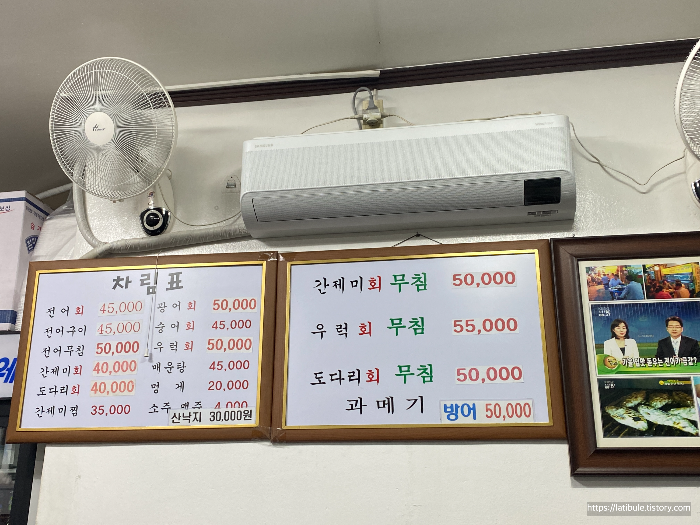 차림표
전어회 45,000 광어회 50,000
전어구이 45,000 숭어회 45,000
전어무침 50,000 우럭회 50,000
간제미회 40,000 매운탕 45,000
도다리회 40,000 멍게 20,000
간제미찜 35,000 소주 맥주 4,000
산낙지 30,000원
간제미회 무침 50,000
우럭회 무침 55,000
도다리회 무침 50,000
과메기 방어 50,000
https://latibule.tistory.com